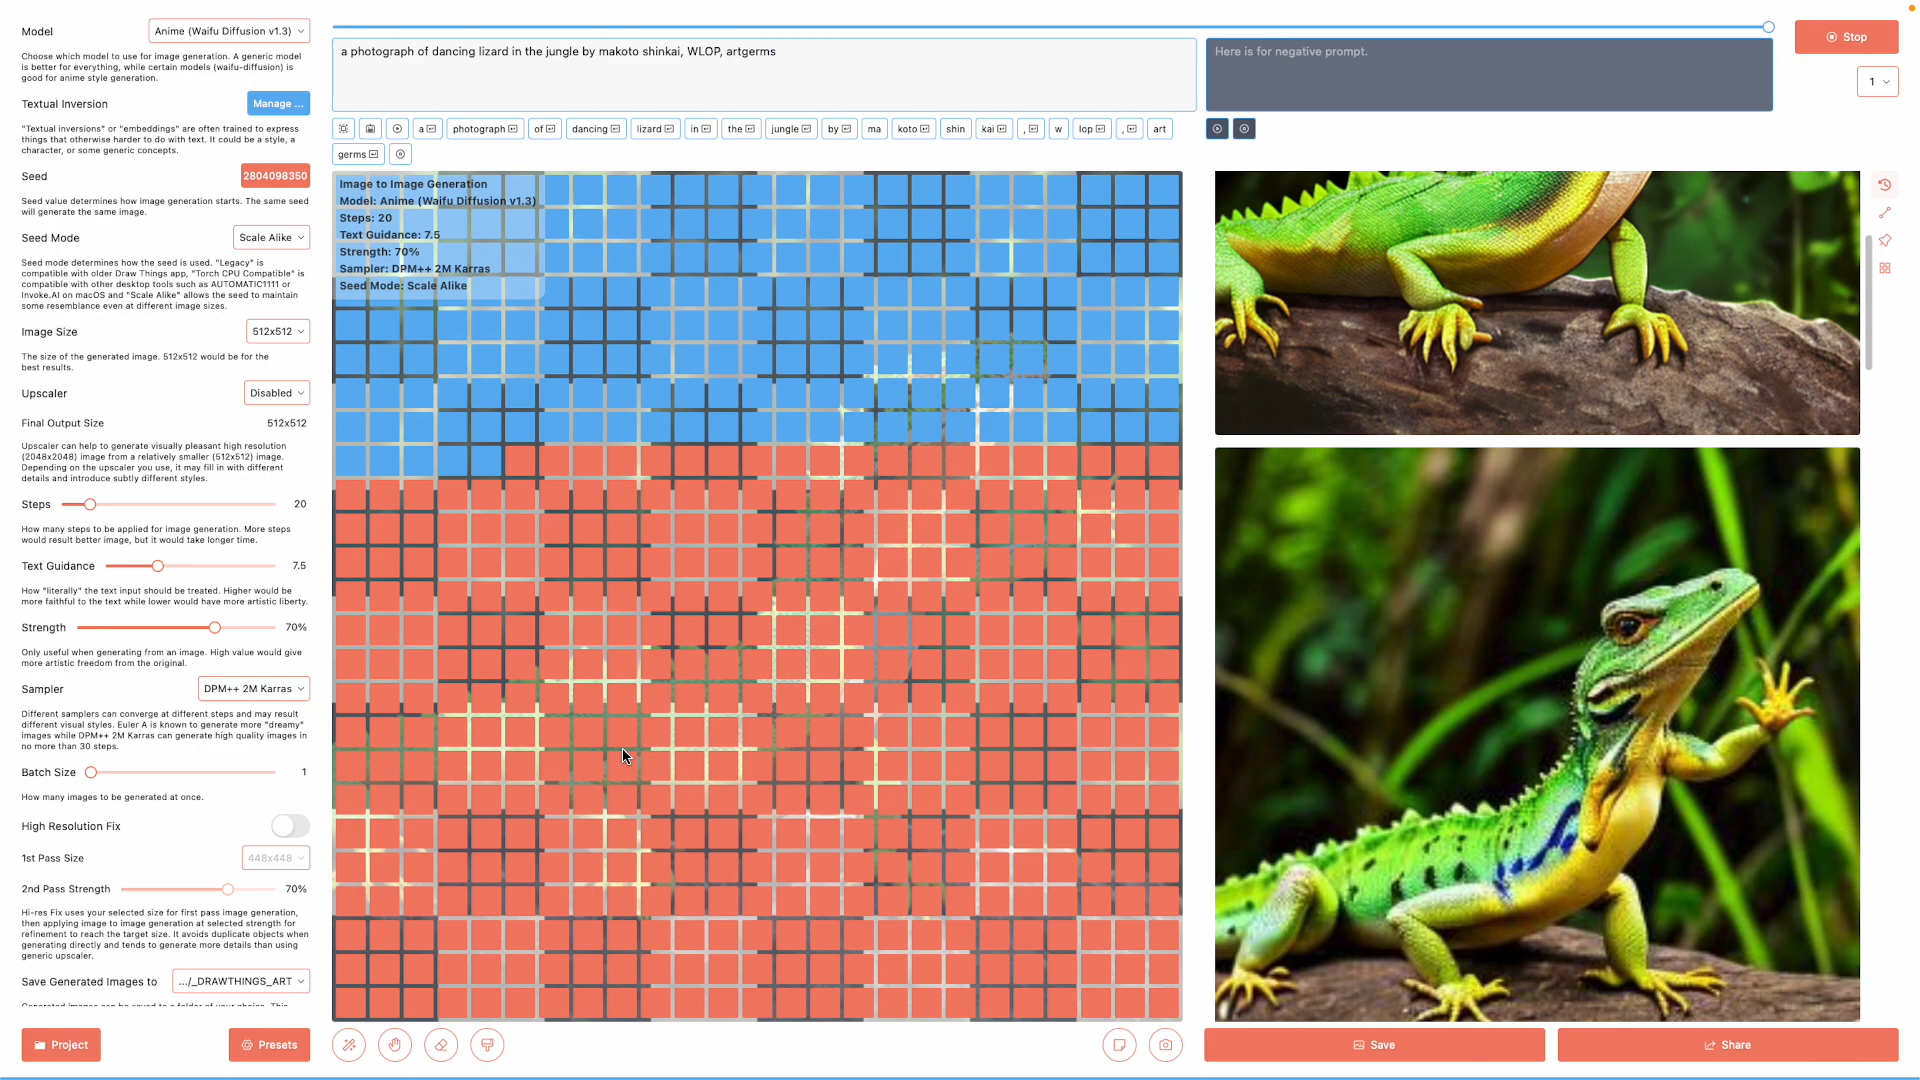 Model
Anime (Waifu Diffusion v1.3)
Choose which model to use for image generation. A generic model
is better for everything, while certain models (waifu-diffusion) is
good for anime style generation.
Textual Inversion
Manage ...
"Textual inversions" or "embeddings" are often trained to express
things that otherwise harder to do with text. It could be a style, a
character, or some generic concepts.
Seed
2804098350
Seed value determines how image generation starts. The same seed
will generate the same image.
Seed Mode
Scale Alike
Seed mode determines how the seed is used. "Legacy" is
compatible with older Draw Things app, "Torch CPU Compatible" is
compatible with other desktop tools such as AUTOMATIC1111 or
Invoke.AI on macOS and "Scale Alike" allows the seed to maintain
some resemblance even at different image sizes.
Image Size
512x512
The size of the generated image. 512x512 would be for the
best results.
Upscaler
Disabled
Final Output Size
512x512
Upscaler can help to generate visually pleasant high resolution
(2048x2048) image from a relatively smaller (512x512) image.
Depending on the upscaler you use, it may fill in with different
details and introduce subtly different styles.
Steps
20
How many steps to be applied for image generation. More steps
would result better image, but it would take longer time.
Text Guidance
7.5
How "literally" the text input should be treated. Higher would be
more faithful to the text while lower would have more artistic liberty.
Strength
70%
Only useful when generating from an image. High value would give
more artistic freedom from the original.
Sampler
DPM++ 2M Karras
Different samplers can converge at different steps and may result
different visual styles. Euler A is known to generate more "dreamy"
images while DPM++ 2M Karras can generate high quality images in
no more than 30 steps.
Batch Size
1
How many images to be generated at once.
High Resolution Fix
1st Pass Size
448x448
2nd Pass Strength
70%
Hi-res Fix uses your selected size for first pass image generation,
then applying image to image generation at selected strength for
refinement to reach the target size. It avoids duplicate objects when
generating directly and tends to generate more details than using
generic upscaler.
Save Generated Images to
.../_DRAWTHINGS_ART
Generated images can be saved to a folder of your choice. This
Project
Presets
a photograph of dancing lizard in the jungle by makoto shinkai, WLOP, artgerms
Here is for negative prompt.
Stop
1
a photograph of dancing lizard in the jungle by ma koto shin kai , w lop , art
germs
Image to Image Generation
Model: Anime (Waifu Diffusion v1.3)
Steps: 20
Text Guidance: 7.5
Strength: 70%
Sampler: DPM++ 2M Karras
Seed Mode: Scale Alike
Save
Share